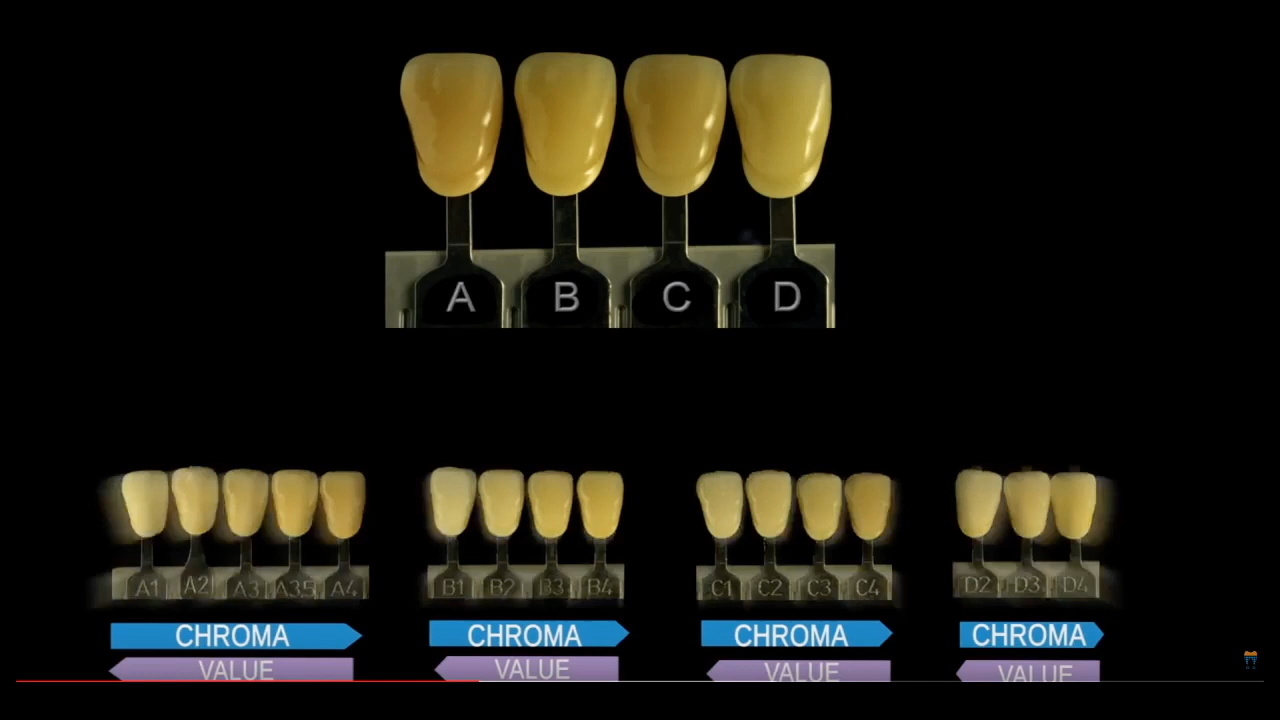 A B C D
A1 A2 A3 A3.5 A4 B1 B2 B3 B4 C1 C2 C3 C4 D2 D3 D4
CHROMA CHROMA CHROMA CHROMA
VALUE VALUE VALUE VALUE